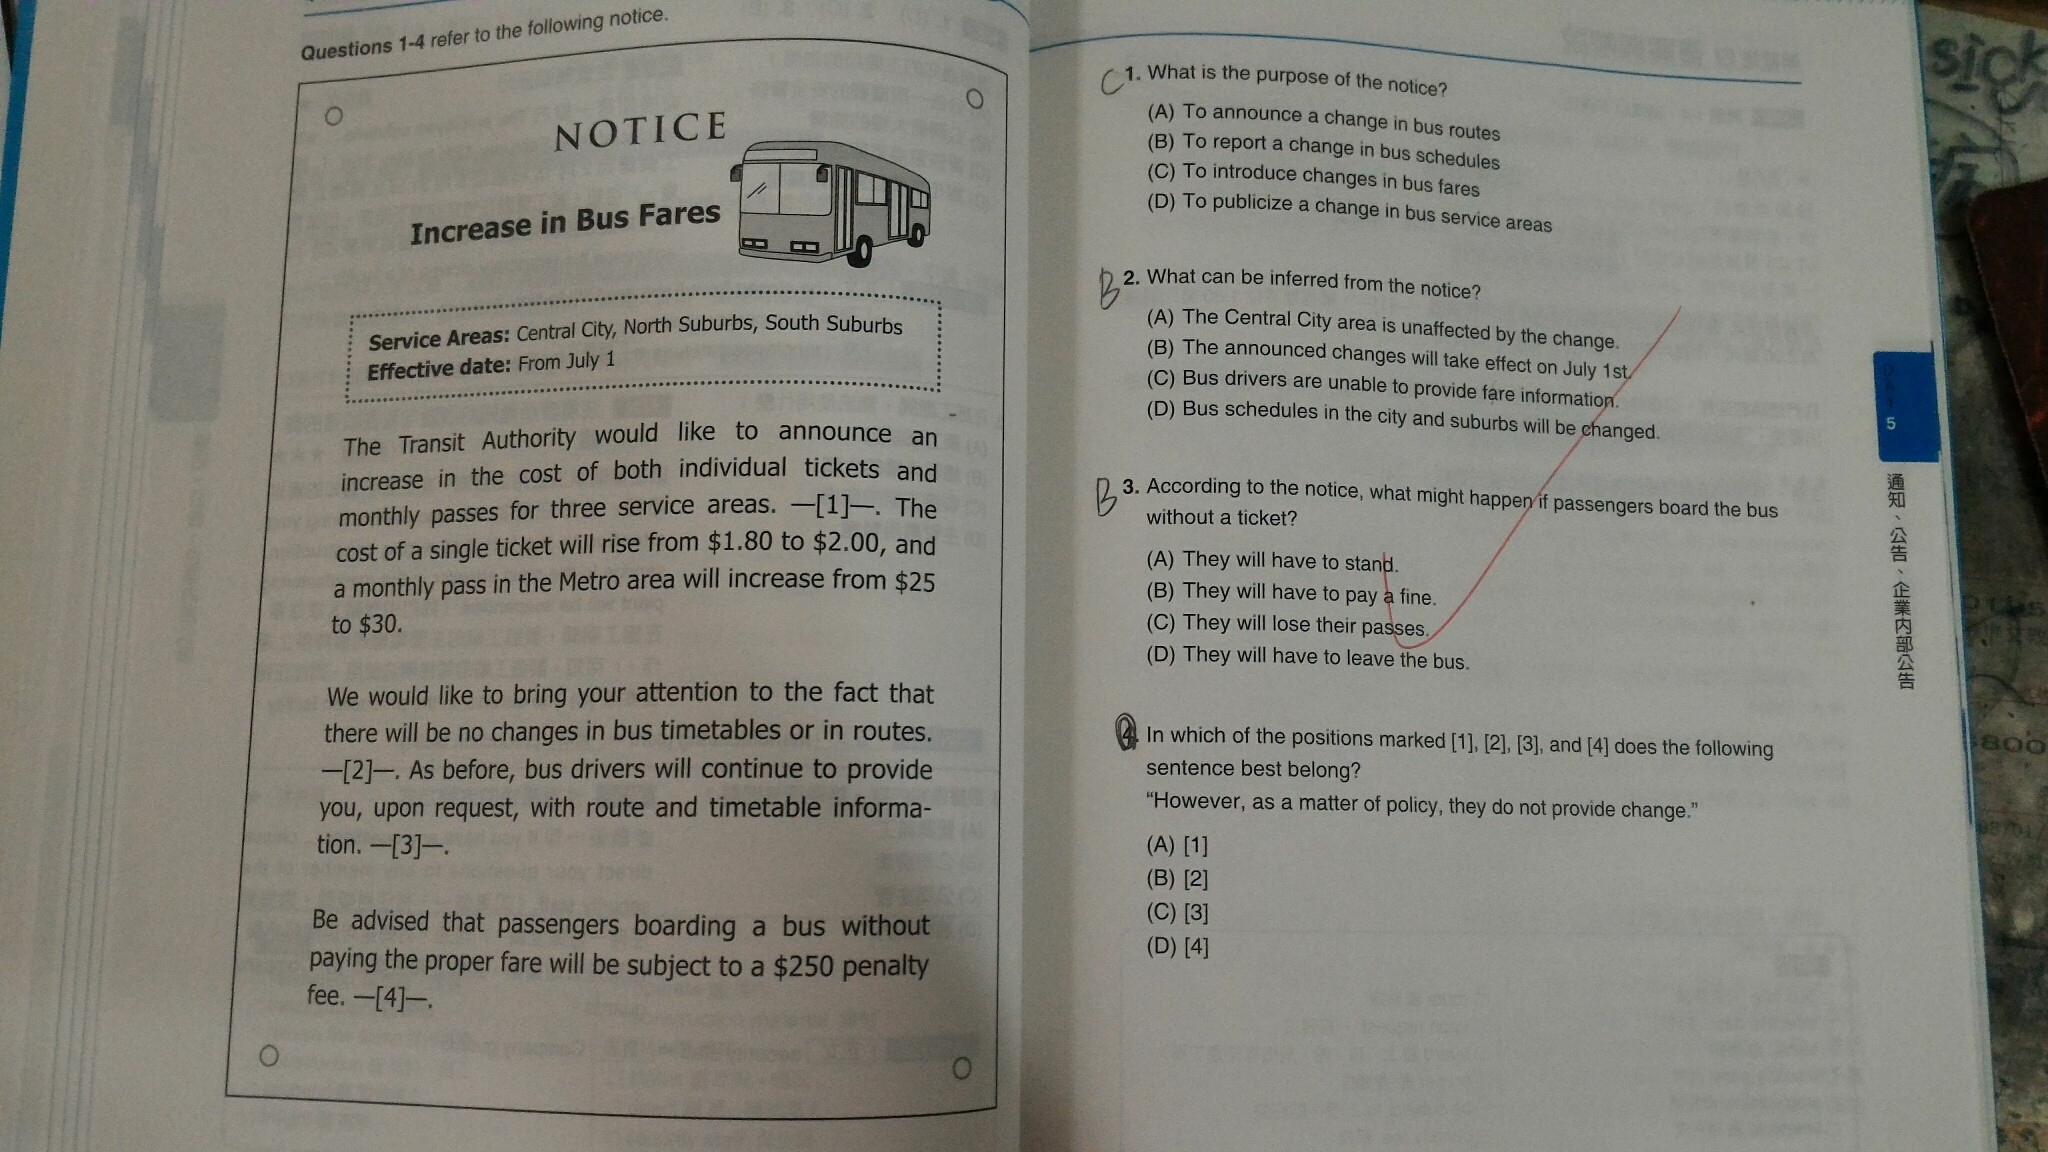 Questions 1-4 refer to the following notice.
NOTICE
Increase in Bus Fares
Service Areas: Central City, North Suburbs, South Suburbs
Effective date: From July 1
The Transit Authority would like to announce an
increase in the cost of both individual tickets and
monthly passes for three service areas. —[1]—. The
cost of a single ticket will rise from $1.80 to $2.00, and
a monthly pass in the Metro area will increase from $25
to $30.
We would like to bring your attention to the fact that
there will be no changes in bus timetables or in routes.
—[2]—. As before, bus drivers will continue to provide
you, upon request, with route and timetable informa-
tion. —[3]—.
Be advised that passengers boarding a bus without
paying the proper fare will be subject to a $250 penalty
fee. —[4]—.
C 1. What is the purpose of the notice?
(A) To announce a change in bus routes
(B) To report a change in bus schedules
(C) To introduce changes in bus fares
(D) To publicize a change in bus service areas
B 2. What can be inferred from the notice?
(A) The Central City area is unaffected by the change.
(B) The announced changes will take effect on July 1st.
(C) Bus drivers are unable to provide fare information.
(D) Bus schedules in the city and suburbs will be changed.
B 3. According to the notice, what might happen if passengers board the bus
without a ticket?
(A) They will have to stand.
(B) They will have to pay a fine.
(C) They will lose their passes.
(D) They will have to leave the bus.
4. In which of the positions marked [1], [2], [3], and [4] does the following
sentence best belong?
“However, as a matter of policy, they do not provide change.”
(A) [1]
(B) [2]
(C) [3]
(D) [4]
DAY
5
通知、公告、企業內部公告
sick